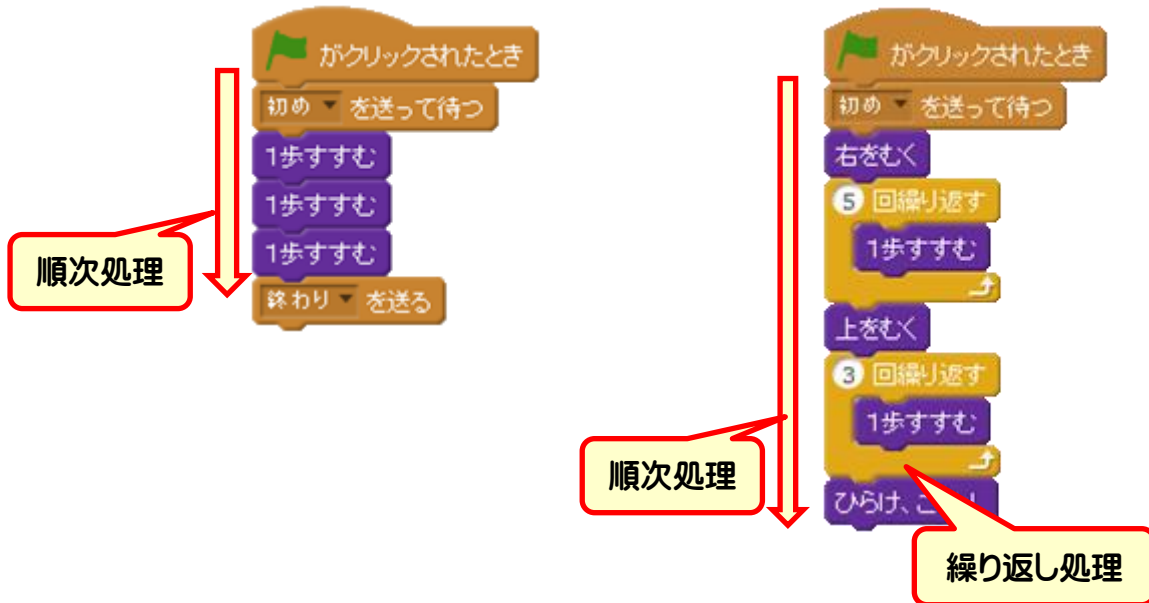 がクリックされたとき
初め を送って待つ
1歩すすむ
1歩すすむ
1歩すすむ
終わり を送る
順次処理
がクリックされたとき
初め を送って待つ
右をむく
5 回繰り返す
1歩すすむ
上をむく
3 回繰り返す
1歩すすむ
ひらけ、
順次処理
繰り返し処理